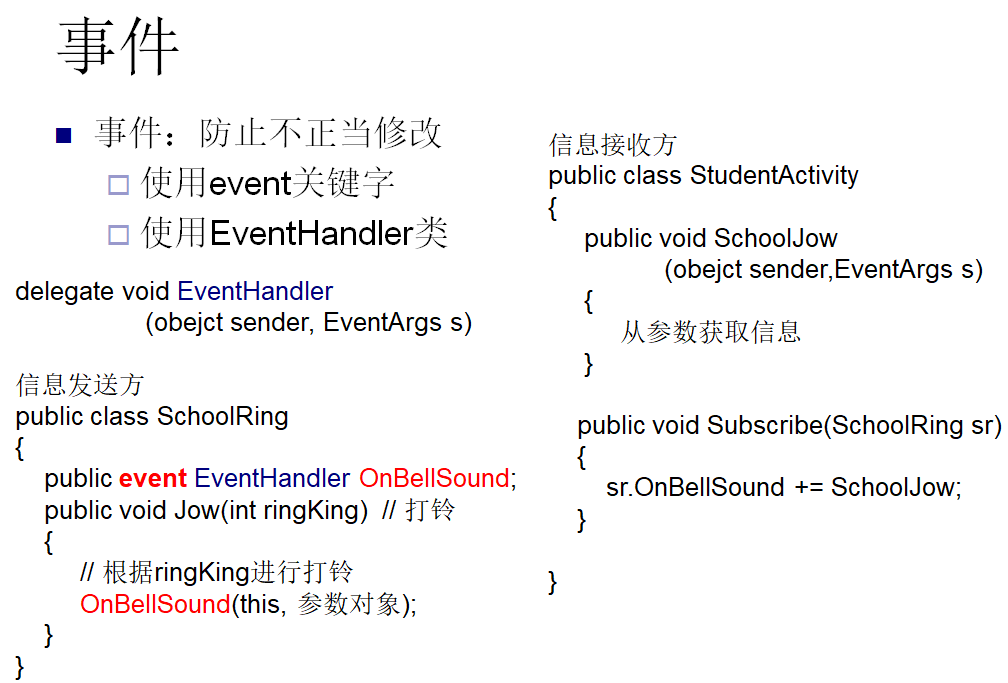 事件
事件：防止不正当修改
使用event关键字
使用EventHandler类
delegate void EventHandler
(obejct sender, EventArgs s)
信息发送方
public class SchoolRing
{
public event EventHandler OnBellSound;
public void Jow(int ringKing) // 打铃
{
// 根据ringKing进行打铃
OnBellSound(this, 参数对象);
}
}
信息接收方
public class StudentActivity
{
public void SchoolJow
(obejct sender,EventArgs s)
{
从参数获取信息
}
public void Subscribe(SchoolRing sr)
{
sr.OnBellSound += SchoolJow;
}
}